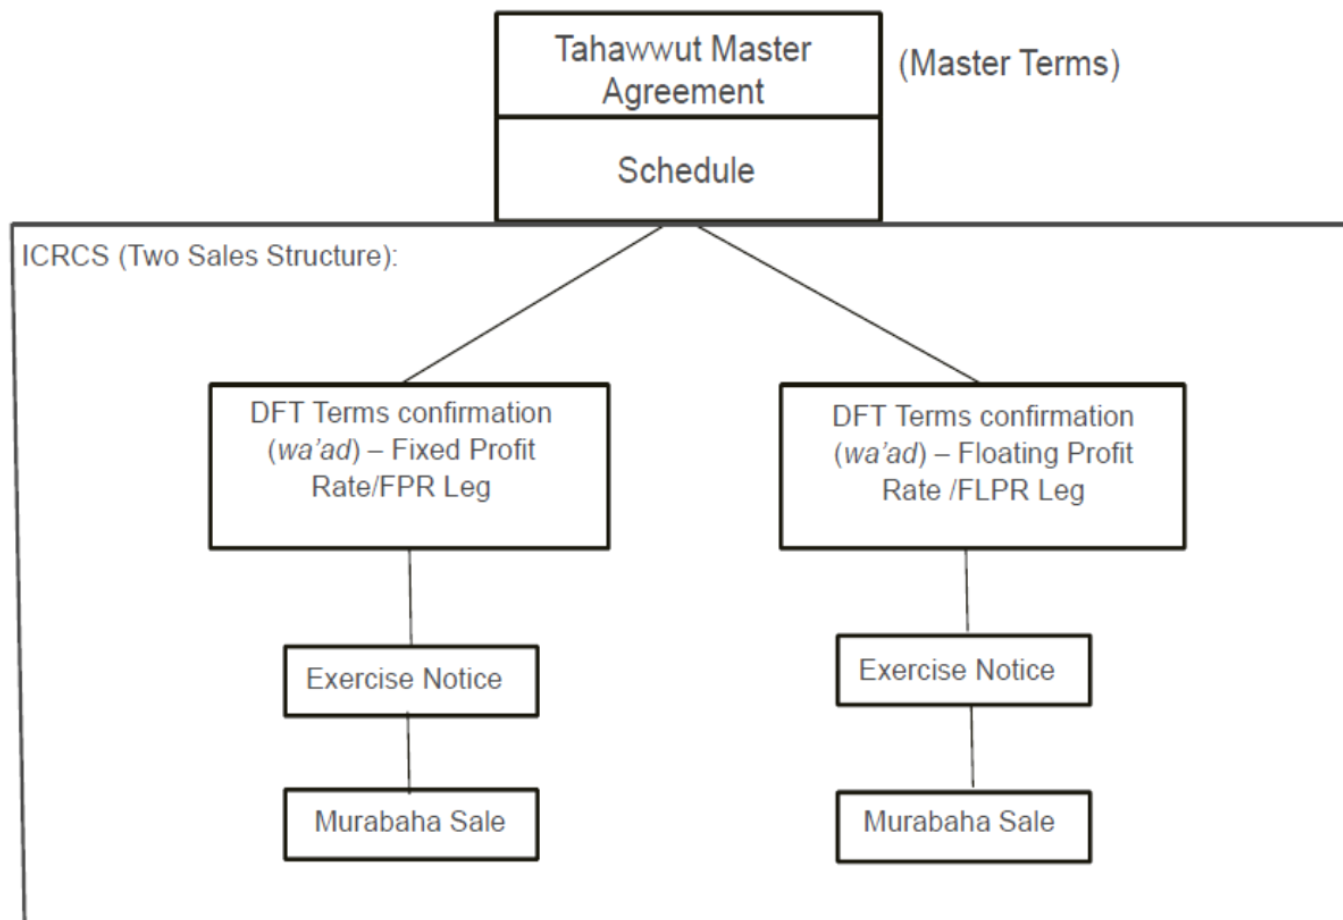 Tahawwut Master
Agreement
(Master Terms)
Schedule
ICRCS (Two Sales Structure):
DFT Terms confirmation
(wa'ad) – Fixed Profit
Rate/FPR Leg
DFT Terms confirmation
(wa'ad) – Floating Profit
Rate /FLPR Leg
Exercise Notice
Exercise Notice
Murabaha Sale
Murabaha Sale